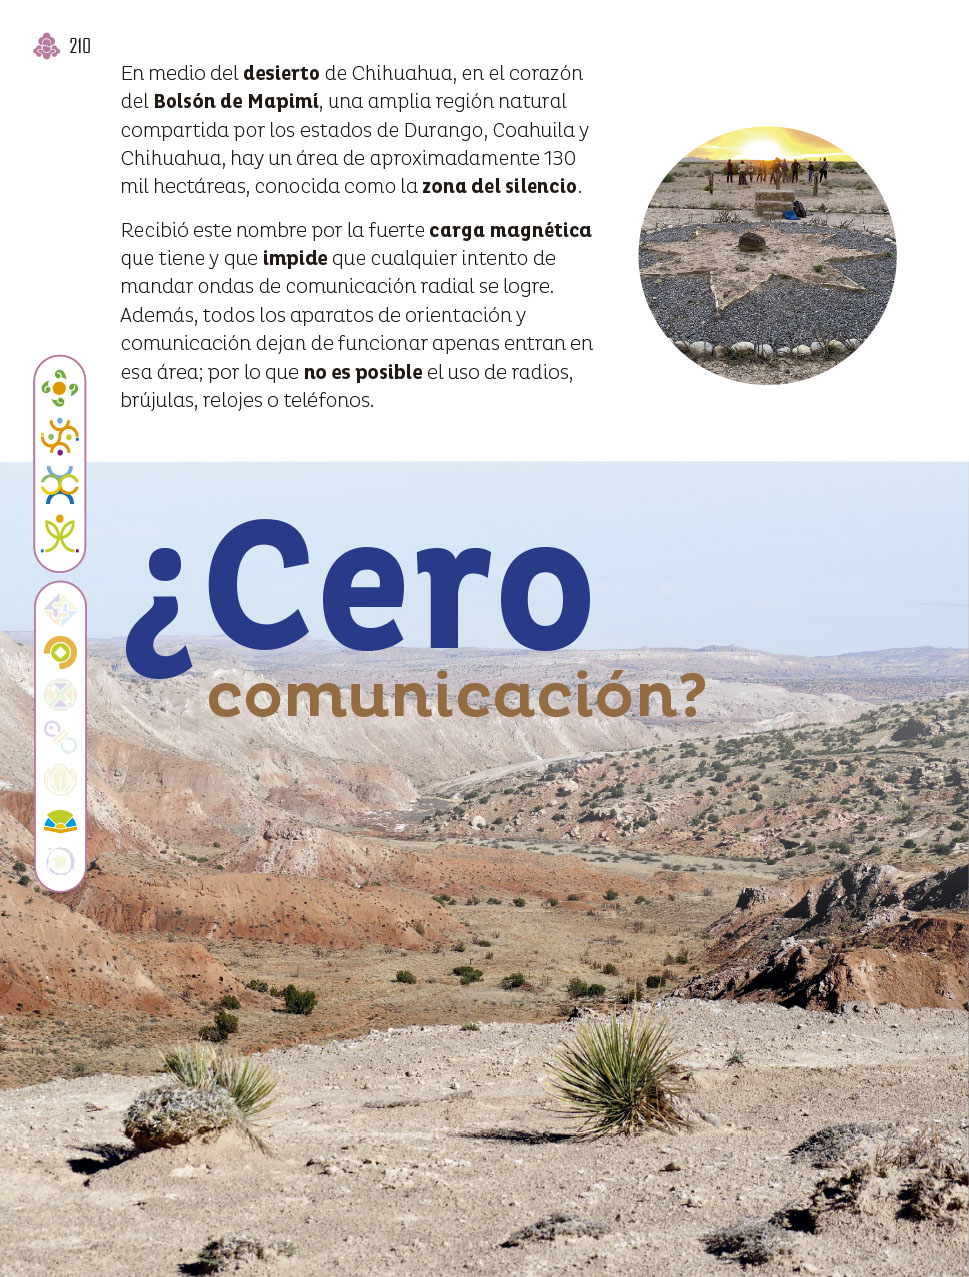 210
En medio del desierto de Chihuahua, en el corazón
del Bolsón de Mapimí, una amplia región natural
compartida por los estados de Durango, Coahuila y
Chihuahua, hay un área de aproximadamente 130
mil hectáreas, conocida como la zona del silencio.
Recibió este nombre por la fuerte carga magnética
que tiene y que impide que cualquier intento de
mandar ondas de comunicación radial se logre.
Además, todos los aparatos de orientación y
comunicación dejan de funcionar apenas entran en
esa área; por lo que no es posible el uso de radios,
brújulas, relojes o teléfonos.
¿Cero
comunicación?